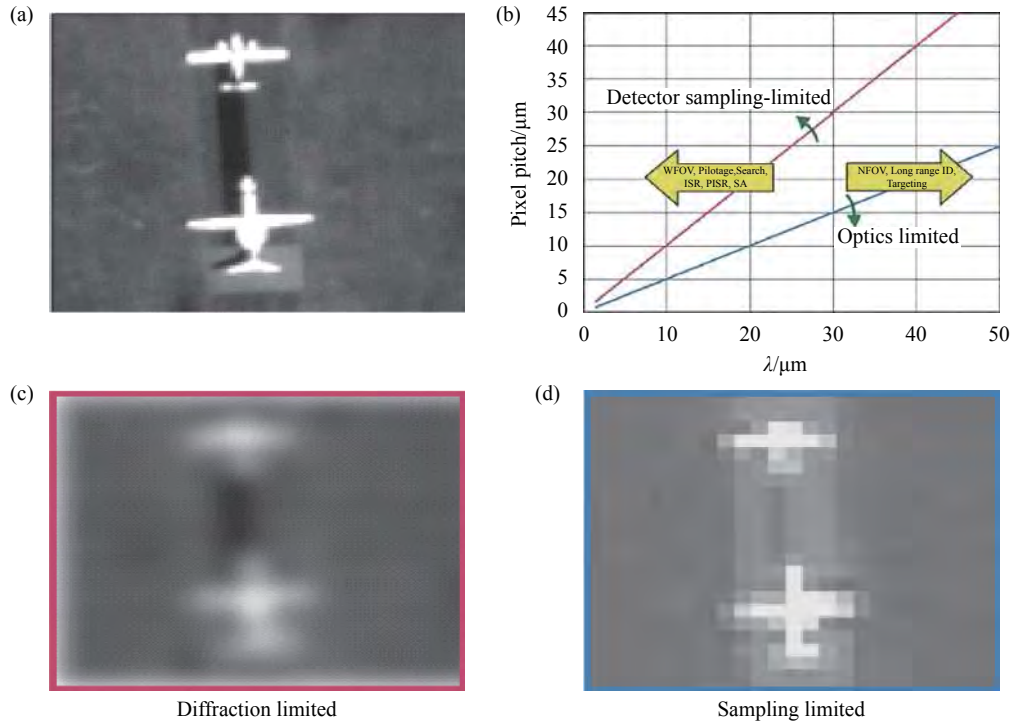 (a)
(b)
45
40
35
30
25
20
15
10
5
0
Pixel pitch/μm
Detector sampling-limited
WFOV, Pilotage,Search,
ISR, PISR, SA
NFOV, Long range ID,
Targeting
Optics limited
0 10 20 30 40 50
λ/μm
(c)
(d)
Diffraction limited
Sampling limited